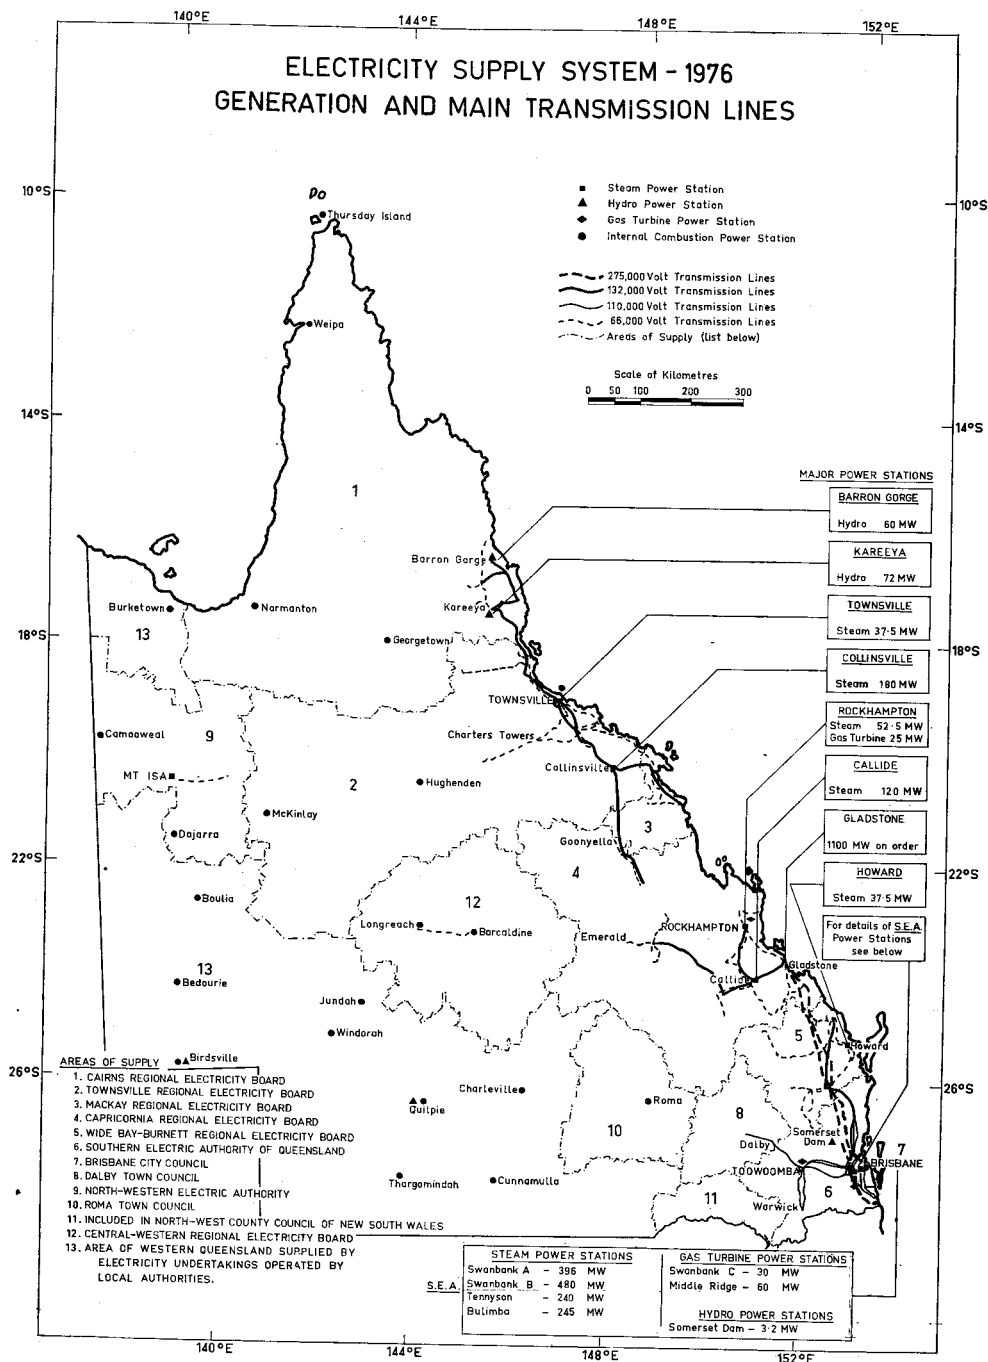 140°E 144°E 148°E 152°E
ELECTRICITY SUPPLY SYSTEM - 1976
GENERATION AND MAIN TRANSMISSION LINES
10°S
10°S
Steam Power Station
Hydro Power Station
Gas Turbine Power Station
Internal Combustion Power Station
275,000 Volt Transmission Lines
132,000 Volt Transmission Lines
110,000 Volt Transmission Lines
66,000 Volt Transmission Lines
Areas of Supply (list below)
Scale of Kilometres
0 50 100 200 300
Thursday Island
Weipa
14°S
14°S
1
MAJOR POWER STATIONS
BARRON GORGE
Hydro 60 MW
KAREEYA
Hydro 72 MW
TOWNSVILLE
Steam 37·5 MW
COLLINSVILLE
Steam 180 MW
ROCKHAMPTON
Steam 52·5 MW
Gas Turbine 25 MW
CALLIDE
Steam 120 MW
GLADSTONE
1100 MW on order
HOWARD
Steam 37·5 MW
For details of S.E.A.
Power Stations
see below
Barron Gorge
Kareeya
Burketown
Normanton
13
18°S
18°S
Georgetown
TOWNSVILLE
Camooweal
9
Charters Towers
MT ISA
2
Hughenden
Collinsville
McKinlay
Dajarra
3
Goonyella
22°S
22°S
4
Boulia
12
Longreach
Barcaldine
Emerald
ROCKHAMPTON
13
Bedourie
Callide
Gladstone
Jundah
Windorah
5
Howard
Birdsville
26°S
26°S
Charleville
Quilpie
Roma
8
10
Somerset
Dam
Dalby
7
TOOWOOMBA
BRISBANE
Thargomindah
Cunnamulla
11
Warwick
6
AREAS OF SUPPLY
1. CAIRNS REGIONAL ELECTRICITY BOARD
2. TOWNSVILLE REGIONAL ELECTRICITY BOARD
3. MACKAY REGIONAL ELECTRICITY BOARD
4. CAPRICORNIA REGIONAL ELECTRICITY BOARD
5. WIDE BAY-BURNETT REGIONAL ELECTRICITY BOARD
6. SOUTHERN ELECTRIC AUTHORITY OF QUEENSLAND
7. BRISBANE CITY COUNCIL
8. DALBY TOWN COUNCIL
9. NORTH-WESTERN ELECTRIC AUTHORITY
10. ROMA TOWN COUNCIL
11. INCLUDED IN NORTH-WEST COUNTY COUNCIL OF NEW SOUTH WALES
12. CENTRAL-WESTERN REGIONAL ELECTRICITY BOARD
13. AREA OF WESTERN QUEENSLAND SUPPLIED BY
ELECTRICITY UNDERTAKINGS OPERATED BY
LOCAL AUTHORITIES.
S.E.A.
STEAM POWER STATIONS
Swanbank A - 396 MW
Swanbank B - 480 MW
Tennyson - 240 MW
Bulimba - 245 MW
GAS TURBINE POWER STATIONS
Swanbank C - 30 MW
Middle Ridge - 60 MW
HYDRO POWER STATIONS
Somerset Dam - 3·2 MW
140°E 144°E 148°E 152°E